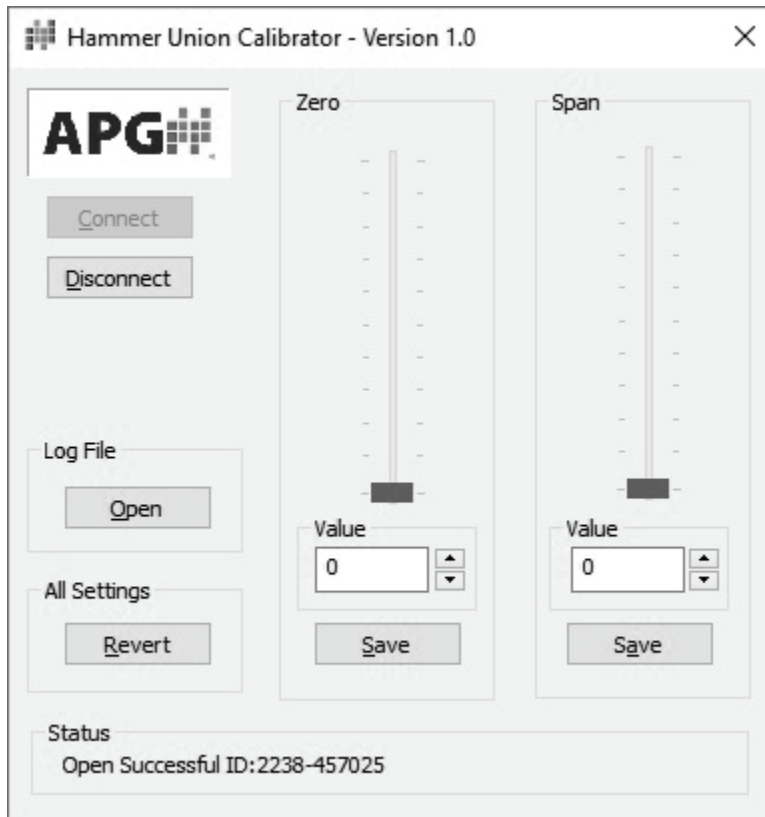 Hammer Union Calibrator - Version 1.0
APG
Connect
Disconnect
Log File
Open
All Settings
Revert
Zero
Value
0
Save
Span
Value
0
Save
Status
Open Successful ID:2238-457025